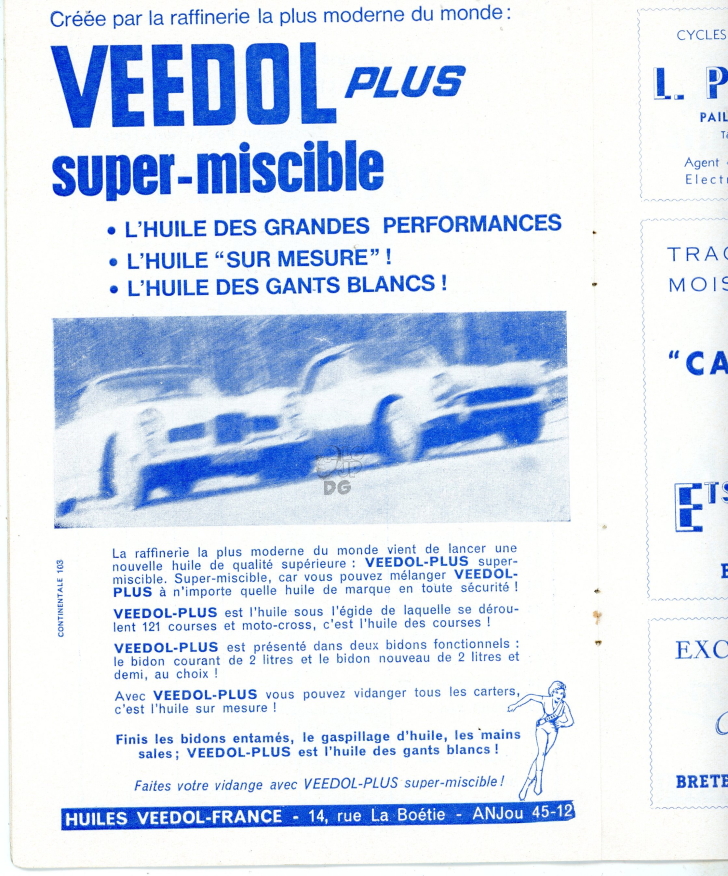 Créée par la raffinerie la plus moderne du monde :
VEEDOL PLUS
super-miscible
• L'HUILE DES GRANDES PERFORMANCES
• L'HUILE “SUR MESURE” !
• L'HUILE DES GANTS BLANCS !
DG
CONTINENTALE 103
La raffinerie la plus moderne du monde vient de lancer une
nouvelle huile de qualité supérieure : VEEDOL-PLUS super-
miscible. Super-miscible, car vous pouvez mélanger VEEDOL-
PLUS à n'importe quelle huile de marque en toute sécurité !
VEEDOL-PLUS est l'huile sous l'égide de laquelle se dérou-
lent 121 courses et moto-cross, c'est l'huile des courses !
VEEDOL-PLUS est présenté dans deux bidons fonctionnels :
le bidon courant de 2 litres et le bidon nouveau de 2 litres et
demi, au choix !
Avec VEEDOL-PLUS vous pouvez vidanger tous les carters,
c'est l'huile sur mesure !
Finis les bidons entamés, le gaspillage d'huile, les mains
sales ; VEEDOL-PLUS est l'huile des gants blancs !
Faites votre vidange avec VEEDOL-PLUS super-miscible !
HUILES VEEDOL-FRANCE - 14, rue La Boétie - ANJou 45-12
CYCLES
L. P
PAIL
Agent
Electr
TRAC
MOIS
“CA
ETS
EXC
BRETE